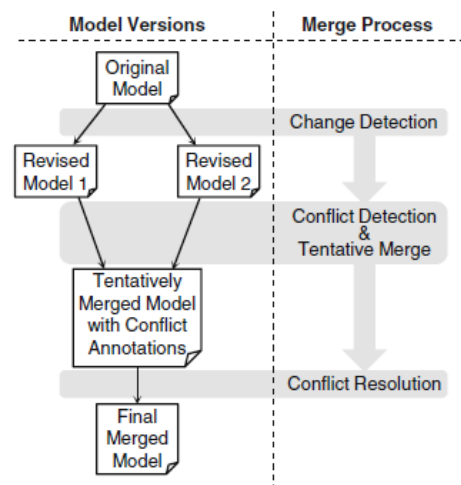 Model Versions
Merge Process
Original
Model
Change Detection
Revised
Model 1
Revised
Model 2
Conflict Detection
&
Tentative Merge
Tentatively
Merged Model
with Conflict
Annotations
Conflict Resolution
Final
Merged
Model